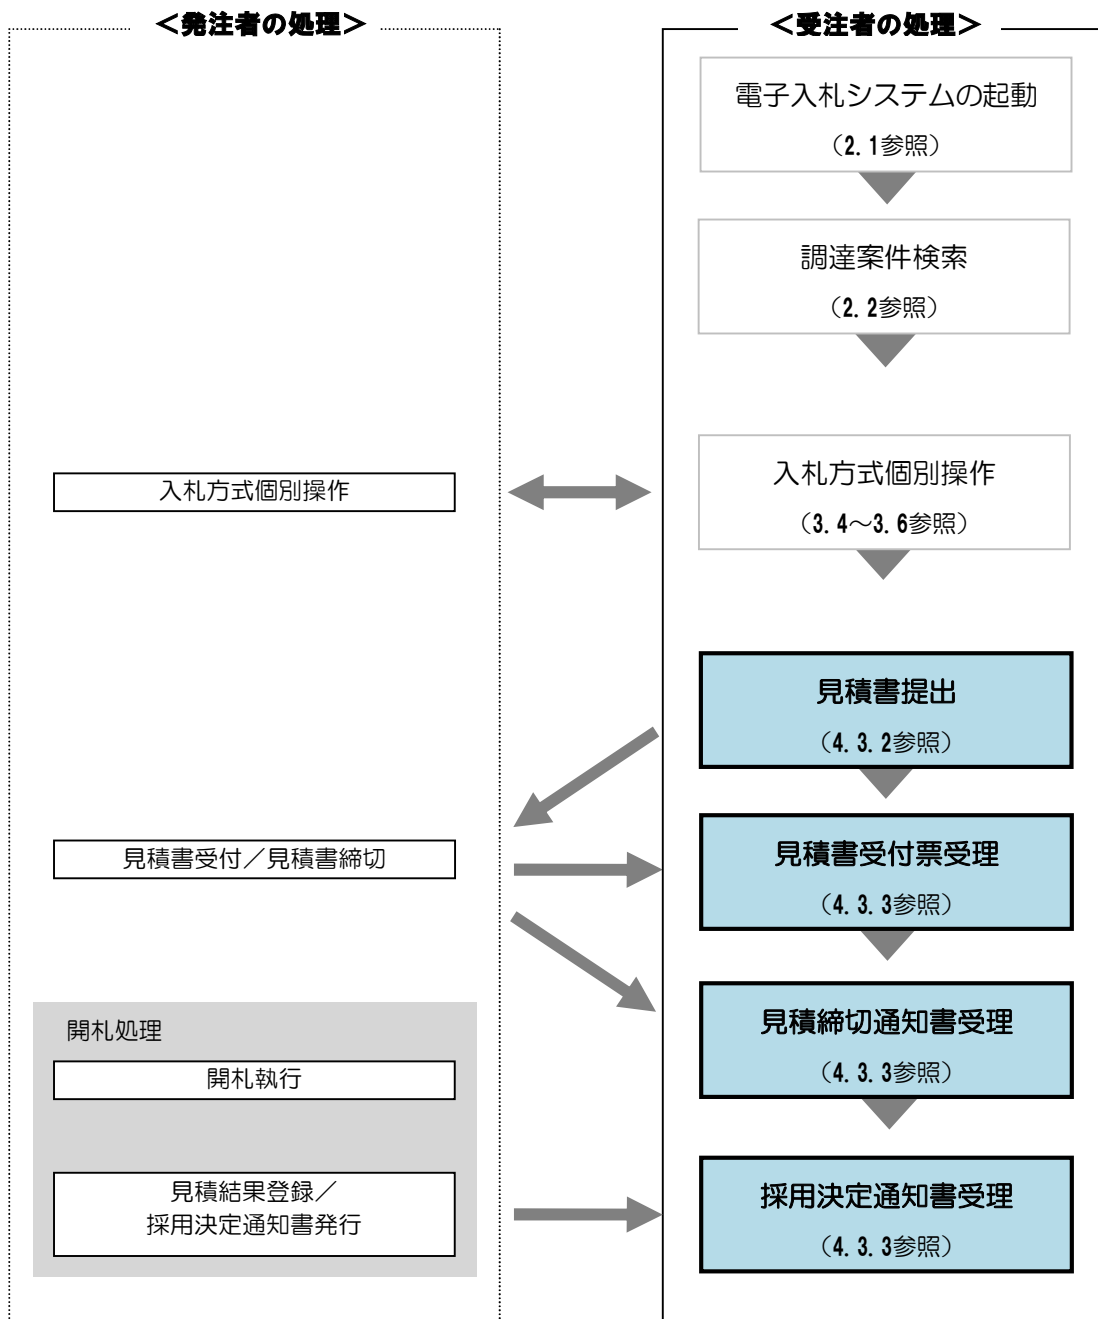 ＜発注者の処理＞
＜受注者の処理＞
電子入札システムの起動
（2.1参照）
調達案件検索
（2.2参照）
入札方式個別操作
入札方式個別操作
（3.4～3.6参照）
見積書提出
（4.3.2参照）
見積書受付／見積書締切
見積書受付票受理
（4.3.3参照）
見積締切通知書受理
（4.3.3参照）
開札処理
開札執行
見積結果登録／
採用決定通知書発行
採用決定通知書受理
（4.3.3参照）